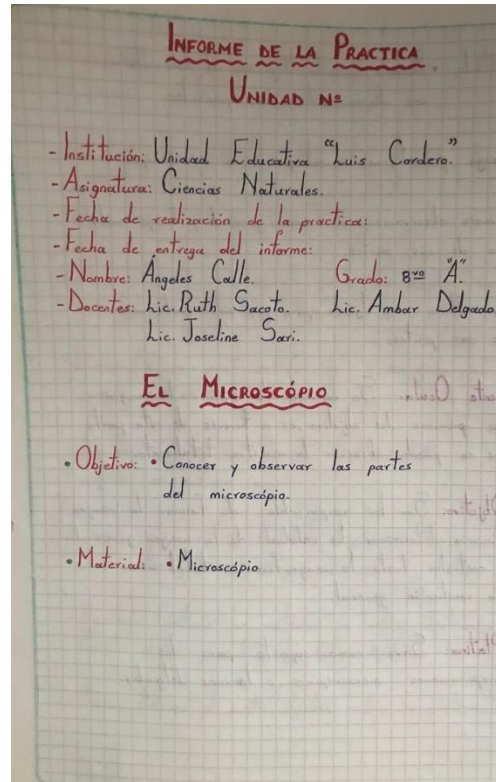 INFORME DE LA PRACTICA
UNIDAD Nº
- Institución: Unidad Educativa "Luis Cordero."
- Asignatura: Ciencias Naturales.
- Fecha de realización de la practica:
- Fecha de entrega del informe:
- Nombre: Ángeles Calle. Grado: 8vo "A".
- Docentes: Lic. Ruth Sacoto. Lic. Ambar Delgado
Lic. Joseline Sari.
EL MICROSCÓPIO
• Objetivo: • Conocer y observar las partes
del microscópio.
• Material: • Microscópio